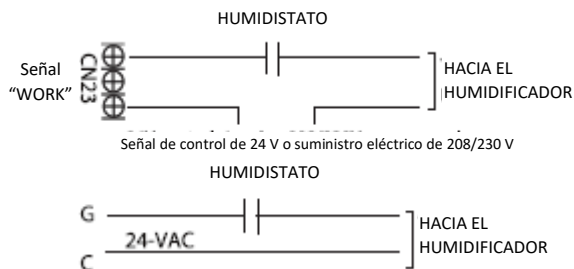 HUMIDISTATO
Señal
“WORK”
CN23
HACIA EL
HUMIDIFICADOR
Señal de control de 24 V o suministro eléctrico de 208/230 V
HUMIDISTATO
G
24-VAC
C
HACIA EL
HUMIDIFICADOR